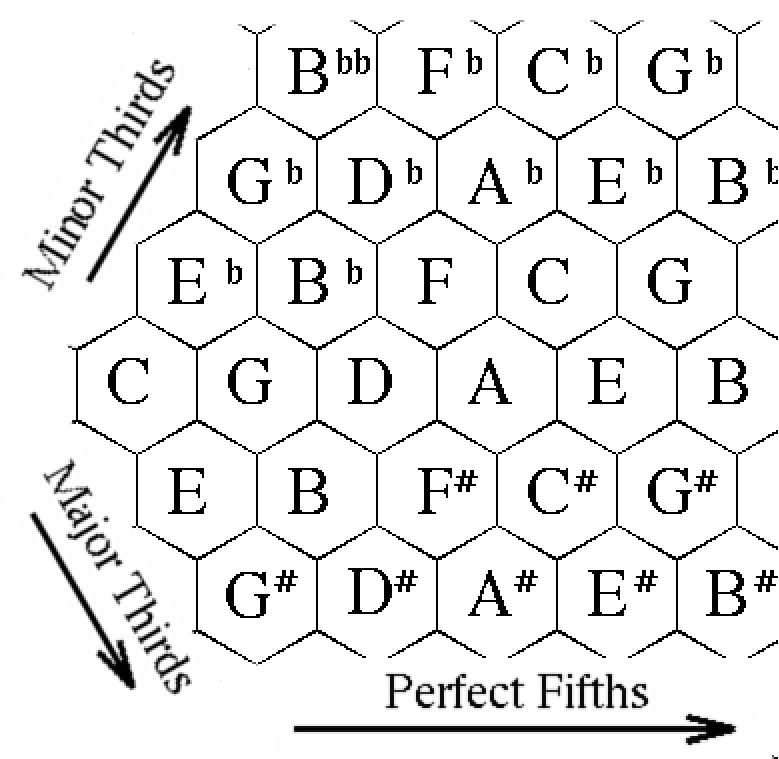 B bb F b C b G b
Minor Thirds
G b D b A b E b B b
E b B b F C G
C G D A E B
E B F# C# G#
Major Thirds
G# D# A# E# B#
Perfect Fifths